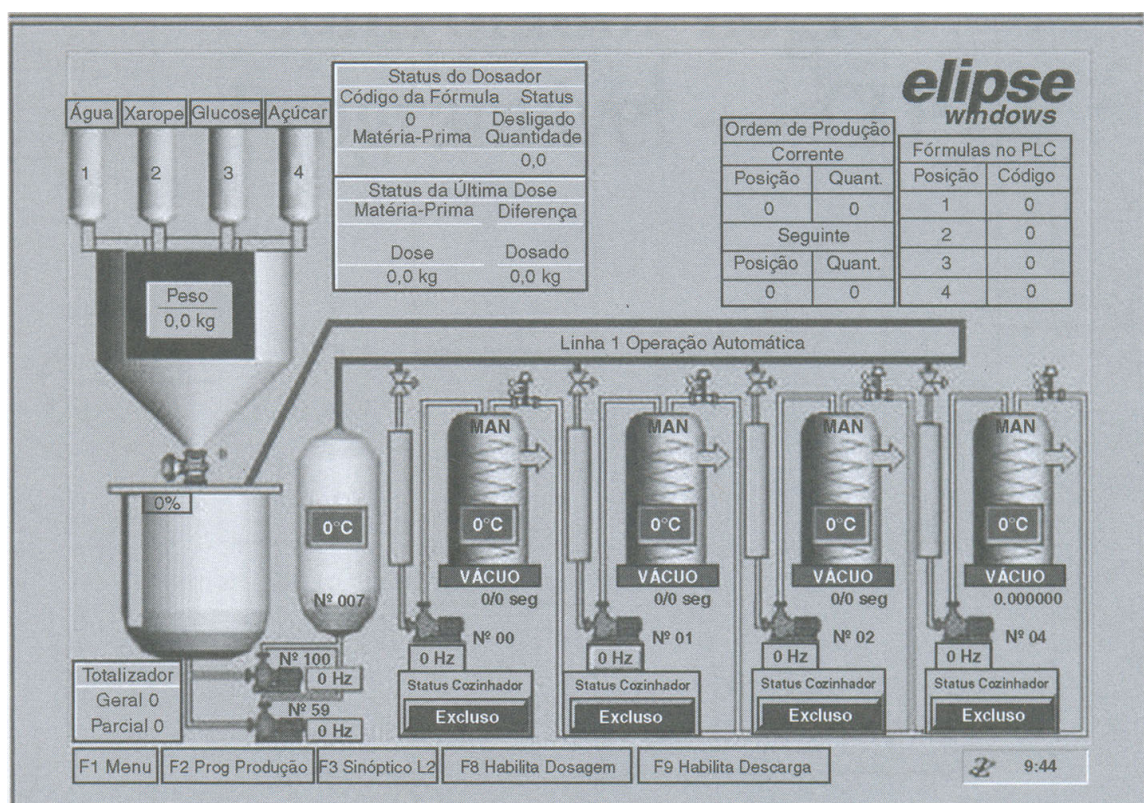 elipse
windows
Água Xarope Glucose Açúcar
1 2 3 4
Peso
0,0 kg
Status do Dosador
Código da Fórmula Status
0 Desligado
Matéria-Prima Quantidade
0,0
Status da Última Dose
Matéria-Prima Diferença
Dose Dosado
0,0 kg 0,0 kg
Ordem de Produção
Corrente
Posição Quant.
0 0
Seguinte
Posição Quant.
0 0
Fórmulas no PLC
Posição Código
1 0
2 0
3 0
4 0
Linha 1 Operação Automática
MAN MAN MAN MAN
0%
0°C 0°C 0°C 0°C 0°C
VÁCUO VÁCUO VÁCUO VÁCUO
0/0 seg 0/0 seg 0/0 seg 0.000000
Nº 007
Nº 00 Nº 01 Nº 02 Nº 04
0 Hz 0 Hz 0 Hz 0 Hz
Nº 100
0 Hz
Nº 59
0 Hz
Totalizador
Geral 0
Parcial 0
Status Cozinhador Status Cozinhador Status Cozinhador Status Cozinhador
Excluso Excluso Excluso Excluso
F1 Menu F2 Prog Produção F3 Sinóptico L2 F8 Habilita Dosagem F9 Habilita Descarga 9:44